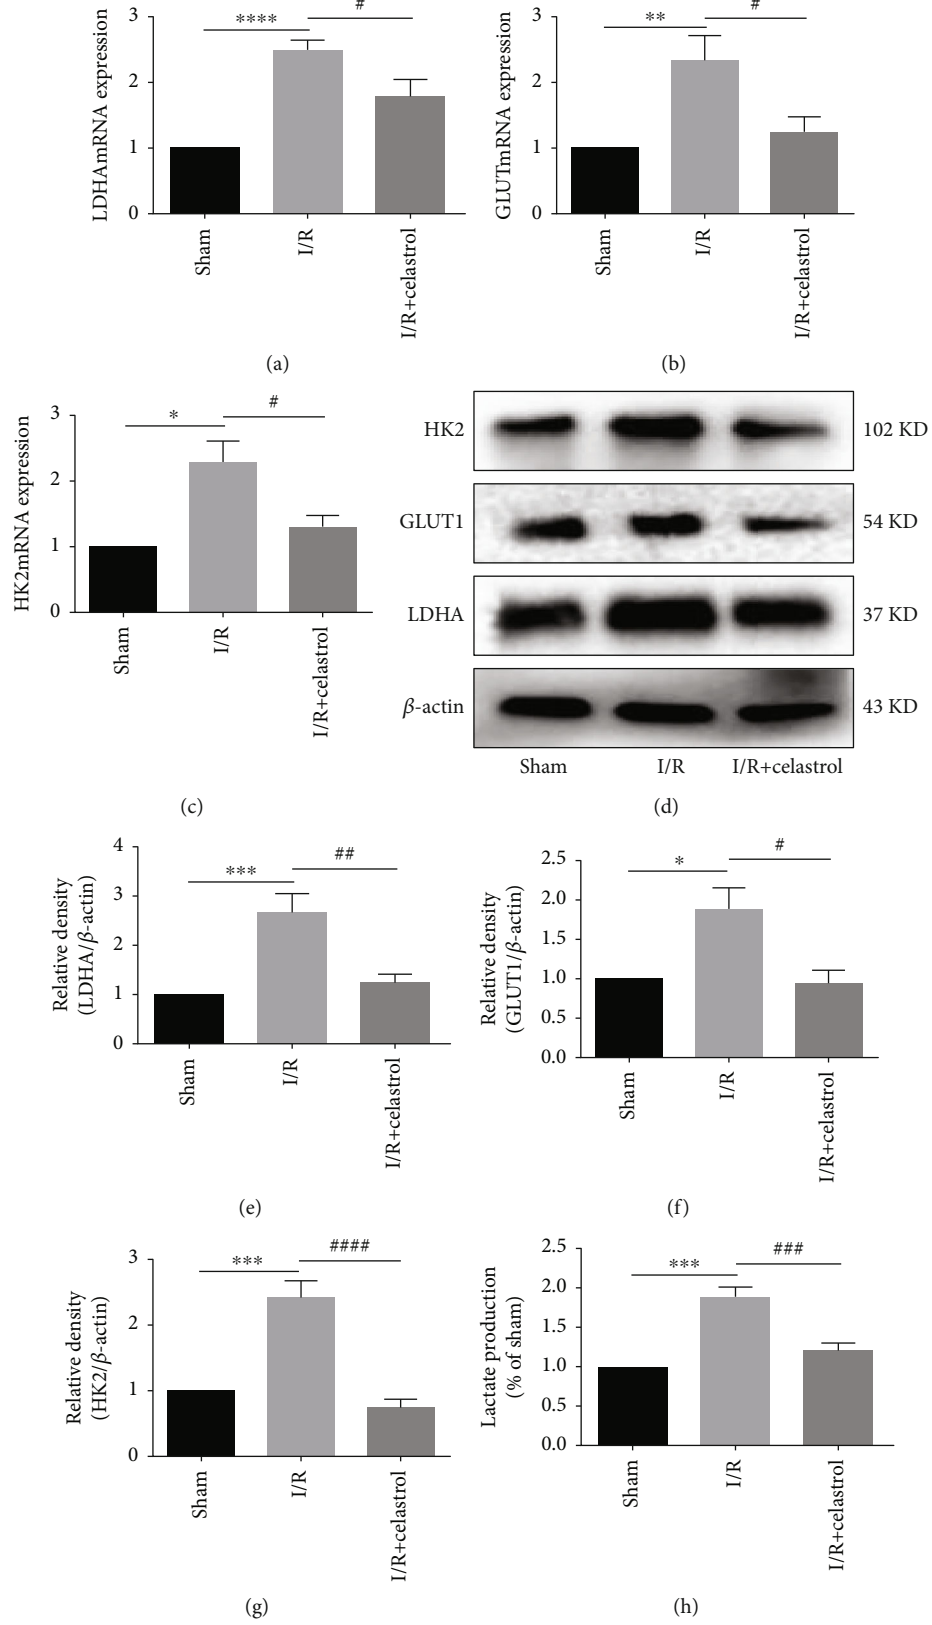 LDHAmRNA expression
3
2
1
0
****
#
Sham
I/R
I/R+celastrol
(a)
GLUTmRNA expression
3
2
1
0
**
#
Sham
I/R
I/R+celastrol
(b)
HK2mRNA expression
3
2
1
0
*
#
Sham
I/R
I/R+celastrol
(c)
HK2 102 KD
GLUT1 54 KD
LDHA 37 KD
β-actin 43 KD
Sham I/R I/R+celastrol
(d)
Relative density
(LDHA/β-actin)
4
3
2
1
0
***
##
Sham
I/R
I/R+celastrol
(e)
Relative density
(GLUT1/β-actin)
2.5
2.0
1.5
1.0
0.5
0.0
*
#
Sham
I/R
I/R+celastrol
(f)
Relative density
(HK2/β-actin)
3
2
1
0
***
####
Sham
I/R
I/R+celastrol
(g)
Lactate production
(% of sham)
2.5
2.0
1.5
1.0
0.5
0.0
***
###
Sham
I/R
I/R+celastrol
(h)